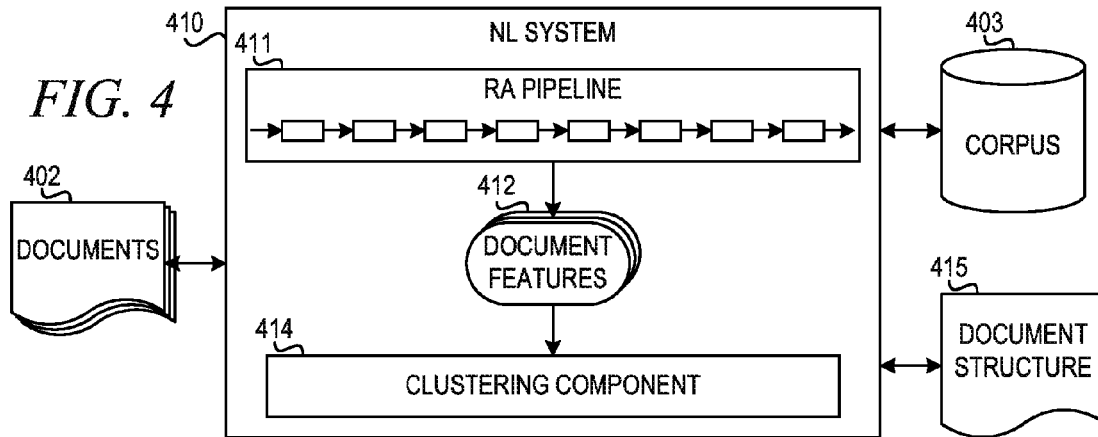 410
NL SYSTEM
403
411
FIG. 4
RA PIPELINE
CORPUS
402
412
DOCUMENTS
DOCUMENT
FEATURES
415
414
DOCUMENT
STRUCTURE
CLUSTERING COMPONENT